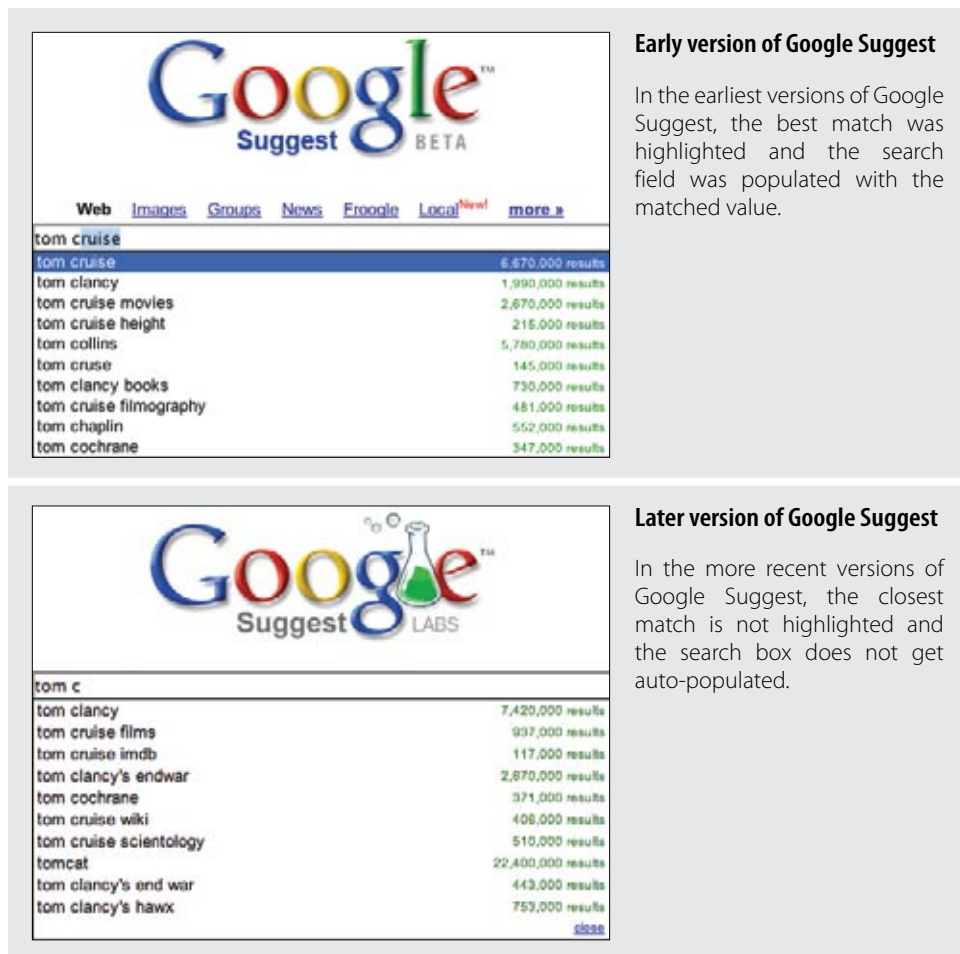 Google™
Suggest BETA
Web Images Groups News Froogle Local New! more »
tom cruise
tom cruise 6,670,000 results
tom clancy 1,990,000 results
tom cruise movies 2,670,000 results
tom cruise height 215,000 results
tom collins 5,780,000 results
tom cruse 145,000 results
tom clancy books 730,000 results
tom cruise filmography 481,000 results
tom chaplin 552,000 results
tom cochrane 347,000 results
Early version of Google Suggest
In the earliest versions of Google
Suggest, the best match was
highlighted and the search
field was populated with the
matched value.
Google™
Suggest LABS
tom c
tom clancy 7,420,000 results
tom cruise films 937,000 results
tom cruise imdb 117,000 results
tom clancy's endwar 2,870,000 results
tom cochrane 371,000 results
tom cruise wiki 408,000 results
tom cruise scientology 510,000 results
tomcat 22,400,000 results
tom clancy's end war 443,000 results
tom clancy's hawx 753,000 results
close
Later version of Google Suggest
In the more recent versions of
Google Suggest, the closest
match is not highlighted and
the search box does not get
auto-populated.